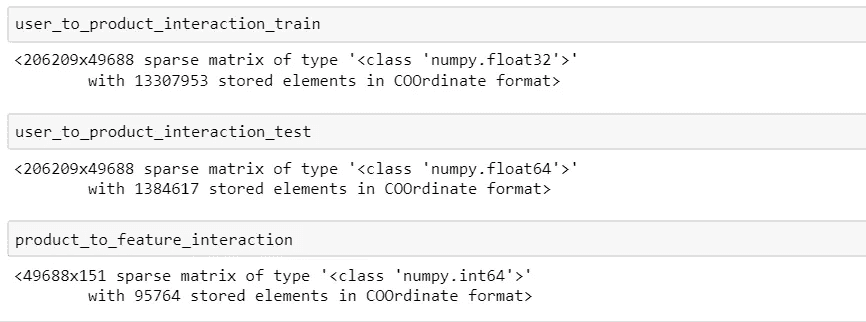 user_to_product_interaction_train
<206209x49688 sparse matrix of type '<class 'numpy.float32'>'
with 13307953 stored elements in COOrdinate format>
user_to_product_interaction_test
<206209x49688 sparse matrix of type '<class 'numpy.float64'>'
with 1384617 stored elements in COOrdinate format>
product_to_feature_interaction
<49688x151 sparse matrix of type '<class 'numpy.int64'>'
with 95764 stored elements in COOrdinate format>